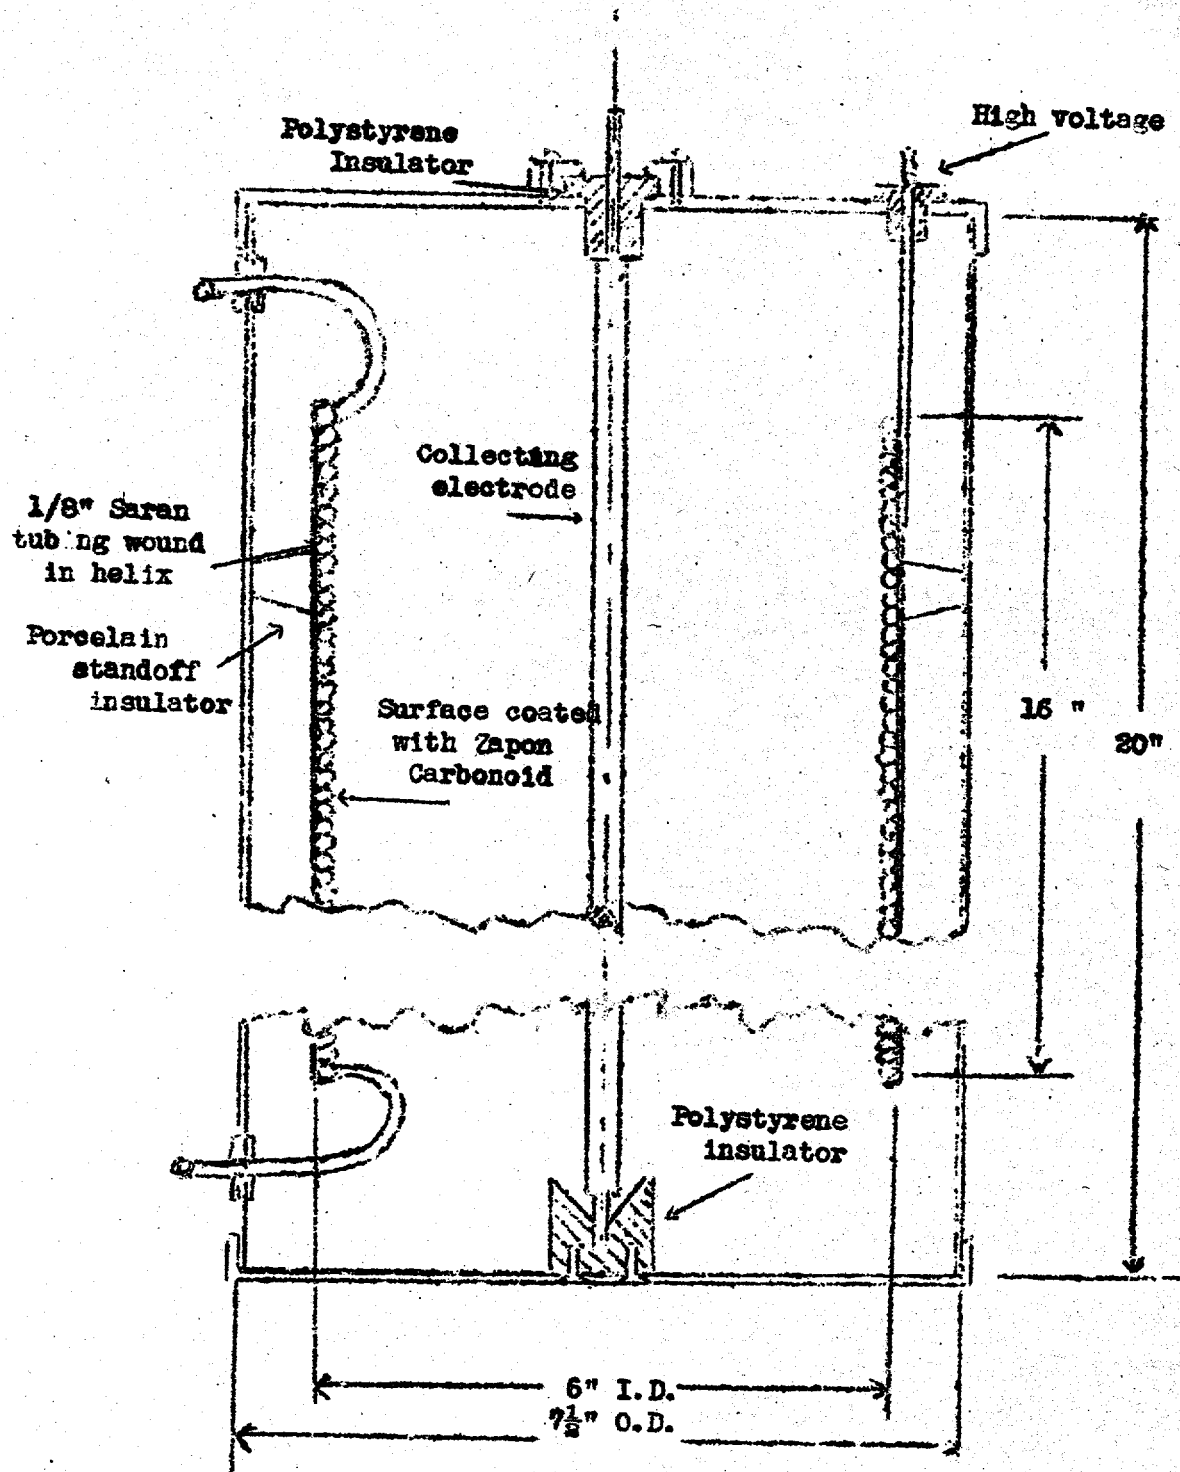 High voltage
Polystyrene
Insulator
Collecting
electrode
1/8" Saran
tubing wound
in helix
Porcelain
standoff
insulator
Surface coated
with Zapon
Carbonoid
16 "
20"
Polystyrene
insulator
6" I.D.
7½" O.D.